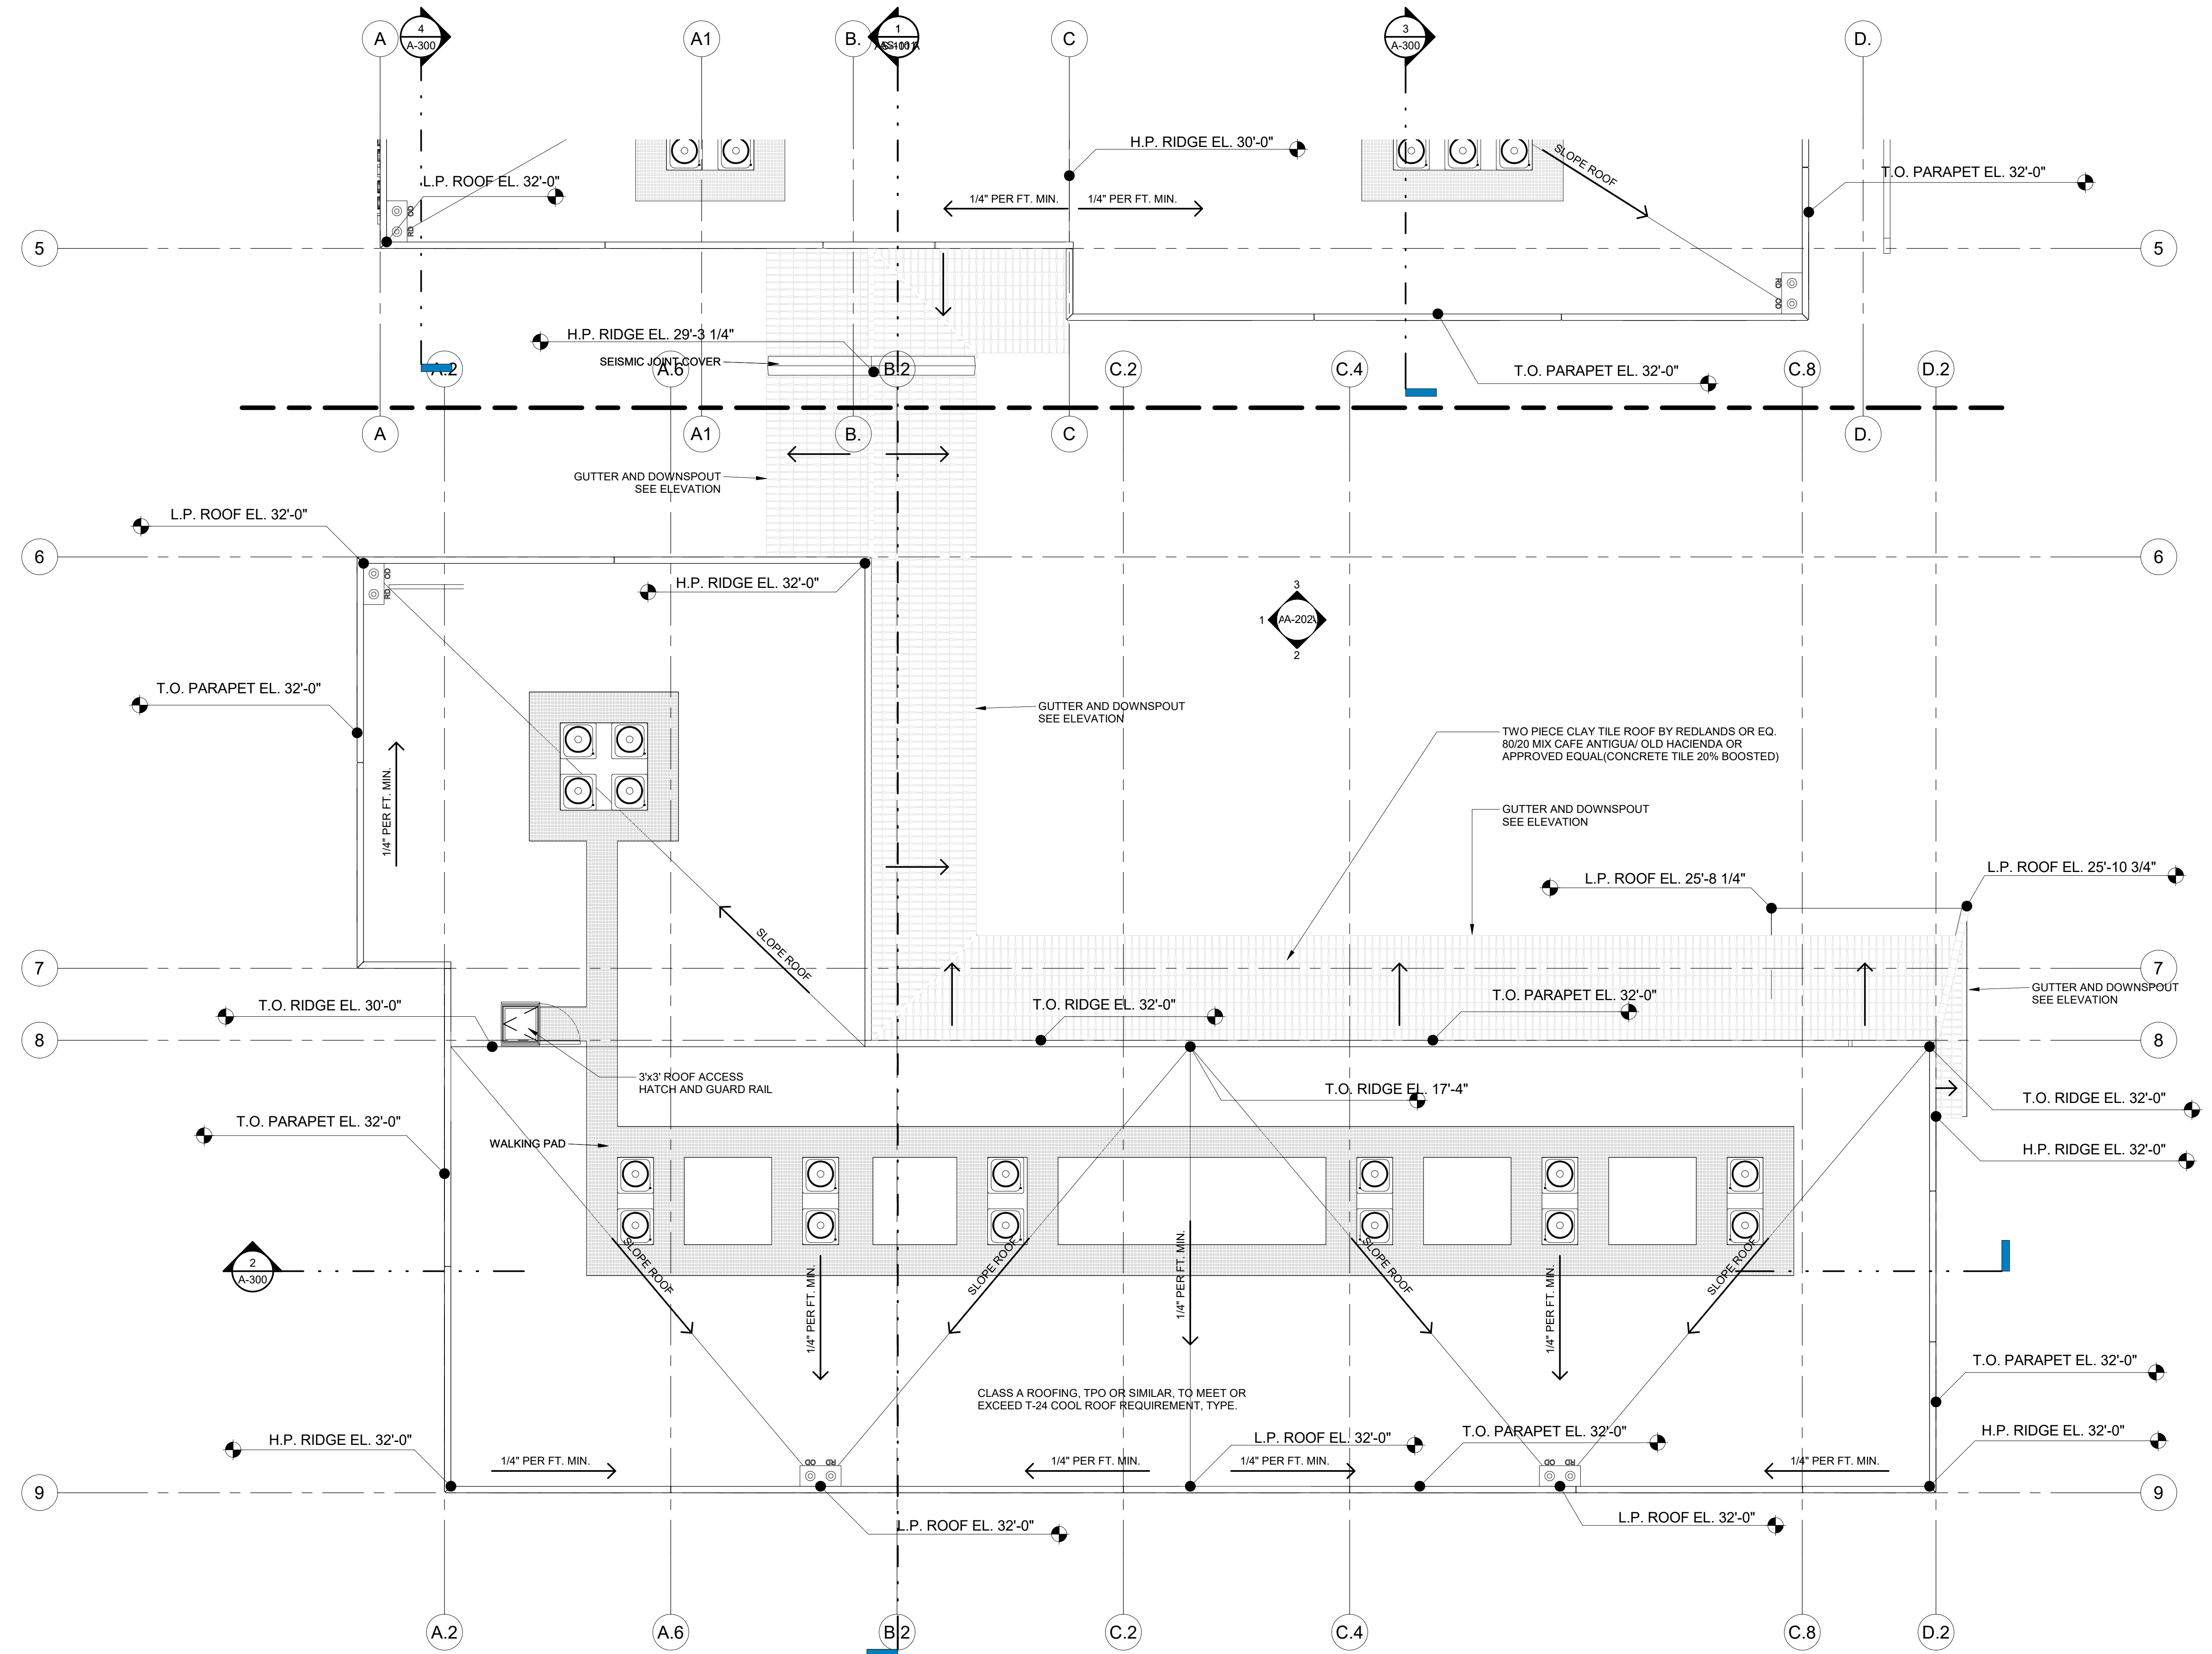 A
4
A-300
A1
B.
1
C
3
A-300
D.
H.P. RIDGE EL. 30'-0"
SLOPE ROOF
L.P. ROOF EL. 32'-0"
T.O. PARAPET EL. 32'-0"
1/4" PER FT. MIN.
1/4" PER FT. MIN.
OD
RD
5
5
RD
OD
H.P. RIDGE EL. 29'-3 1/4"
SEISMIC JOINT COVER
T.O. PARAPET EL. 32'-0"
A.2
A.6
B.2
C.2
C.4
C.8
D.2
A
A1
B.
C
D.
GUTTER AND DOWNSPOUT
SEE ELEVATION
L.P. ROOF EL. 32'-0"
6
6
OD
RD
H.P. RIDGE EL. 32'-0"
3
1
2
T.O. PARAPET EL. 32'-0"
GUTTER AND DOWNSPOUT
SEE ELEVATION
TWO PIECE CLAY TILE ROOF BY REDLANDS OR EQ.
80/20 MIX CAFE ANTIGUA/ OLD HACIENDA OR
APPROVED EQUAL(CONCRETE TILE 20% BOOSTED)
1/4" PER FT. MIN.
GUTTER AND DOWNSPOUT
SEE ELEVATION
L.P. ROOF EL. 25'-8 1/4"
L.P. ROOF EL. 25'-10 3/4"
SLOPE ROOF
7
7
GUTTER AND DOWNSPOUT
SEE ELEVATION
T.O. RIDGE EL. 30'-0"
T.O. RIDGE EL. 32'-0"
T.O. PARAPET EL. 32'-0"
8
8
3'x3' ROOF ACCESS
HATCH AND GUARD RAIL
T.O. RIDGE EL. 17'-4"
T.O. RIDGE EL. 32'-0"
T.O. PARAPET EL. 32'-0"
WALKING PAD
H.P. RIDGE EL. 32'-0"
2
A-300
SLOPE ROOF
1/4" PER FT. MIN.
SLOPE ROOF
1/4" PER FT. MIN.
SLOPE ROOF
1/4" PER FT. MIN.
SLOPE ROOF
T.O. PARAPET EL. 32'-0"
CLASS A ROOFING, TPO OR SIMILAR, TO MEET OR
EXCEED T-24 COOL ROOF REQUIREMENT, TYPE.
H.P. RIDGE EL. 32'-0"
L.P. ROOF EL. 32'-0"
T.O. PARAPET EL. 32'-0"
H.P. RIDGE EL. 32'-0"
1/4" PER FT. MIN.
OD
RD
1/4" PER FT. MIN.
1/4" PER FT. MIN.
OD
RD
1/4" PER FT. MIN.
9
9
L.P. ROOF EL. 32'-0"
L.P. ROOF EL. 32'-0"
A.2
A.6
B.2
C.2
C.4
C.8
D.2